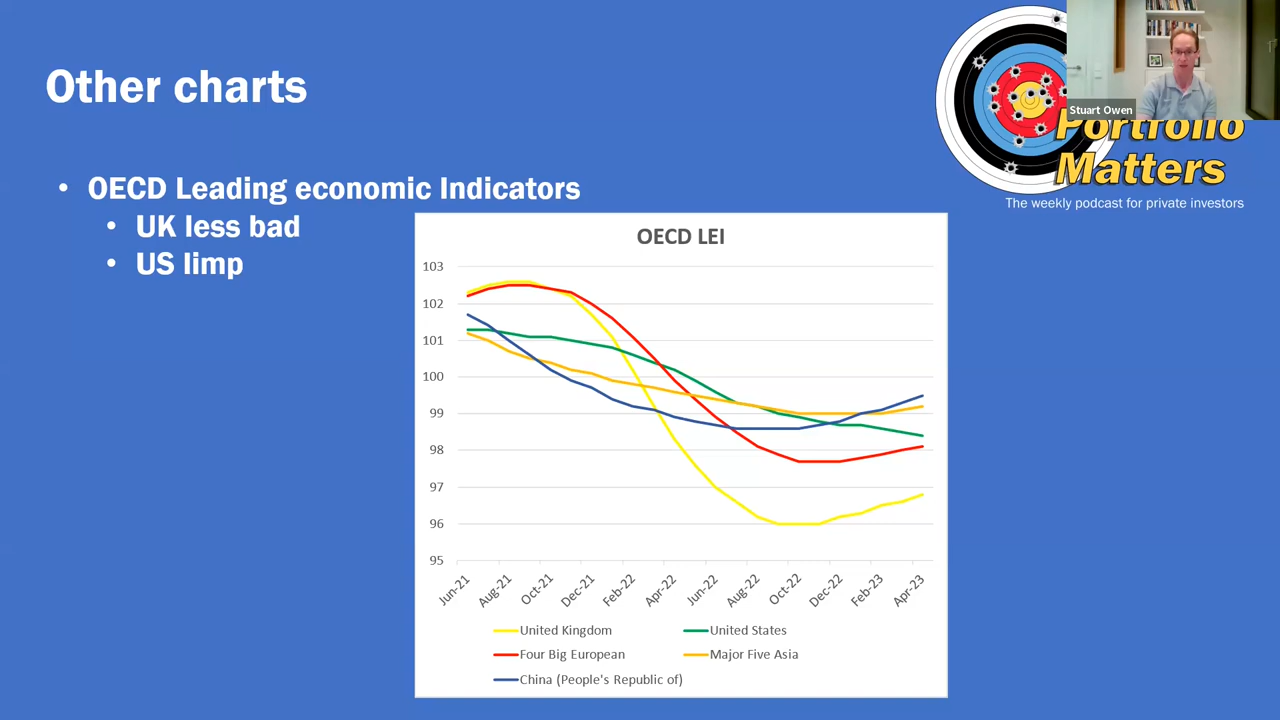 Other charts
Stuart Owen
Portfolio
Matters
The weekly podcast for private investors
• OECD Leading economic Indicators
• UK less bad
• US limp
OECD LEI
103
102
101
100
99
98
97
96
95
Jun-21
Aug-21
Oct-21
Dec-21
Feb-22
Apr-22
Jun-22
Aug-22
Oct-22
Dec-22
Feb-23
Apr-23
United Kingdom
United States
Four Big European
Major Five Asia
China (People's Republic of)